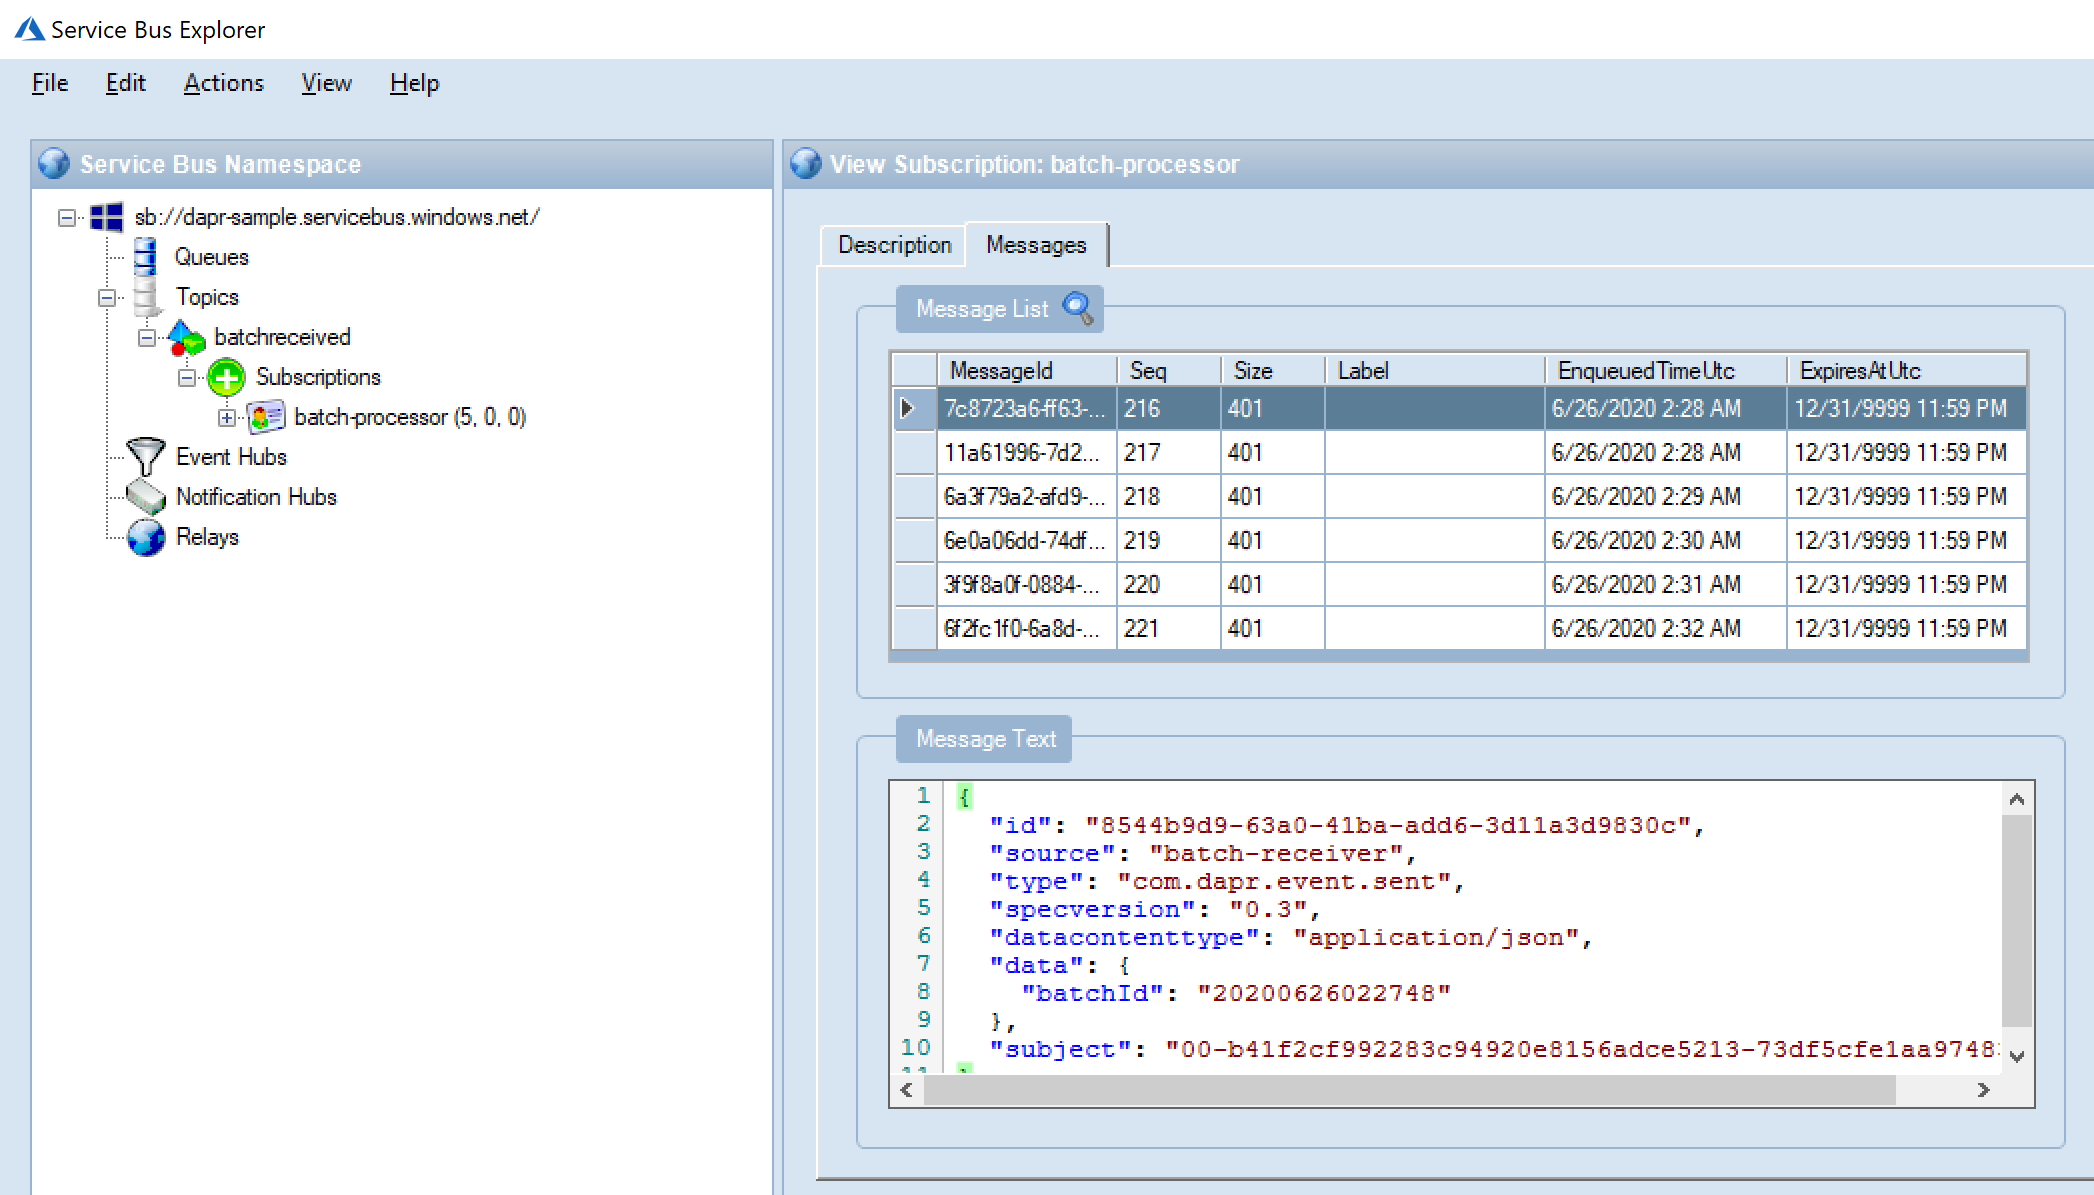 Service Bus Explorer
File Edit Actions View Help
Service Bus Namespace
sb://dapr-sample.servicebus.windows.net/
Queues
Topics
batchreceived
Subscriptions
batch-processor (5, 0, 0)
Event Hubs
Notification Hubs
Relays
View Subscription: batch-processor
Description Messages
Message List
MessageId Seq Size Label EnqueuedTimeUtc ExpiresAtUtc
7c8723a6-ff63-... 216 401 6/26/2020 2:28 AM 12/31/9999 11:59 PM
11a61996-7d2... 217 401 6/26/2020 2:28 AM 12/31/9999 11:59 PM
6a3f79a2-afd9-... 218 401 6/26/2020 2:29 AM 12/31/9999 11:59 PM
6e0a06dd-74df... 219 401 6/26/2020 2:30 AM 12/31/9999 11:59 PM
3f9f8a0f-0884-... 220 401 6/26/2020 2:31 AM 12/31/9999 11:59 PM
6f2fc1f0-6a8d-... 221 401 6/26/2020 2:32 AM 12/31/9999 11:59 PM
Message Text
1 {
2 "id": "8544b9d9-63a0-41ba-add6-3d11a3d9830c",
3 "source": "batch-receiver",
4 "type": "com.dapr.event.sent",
5 "specversion": "0.3",
6 "datacontenttype": "application/json",
7 "data": {
8 "batchId": "20200626022748"
9 },
10 "subject": "00-b41f2cf992283c94920e8156adce5213-73df5cfe1aa9748
11 }